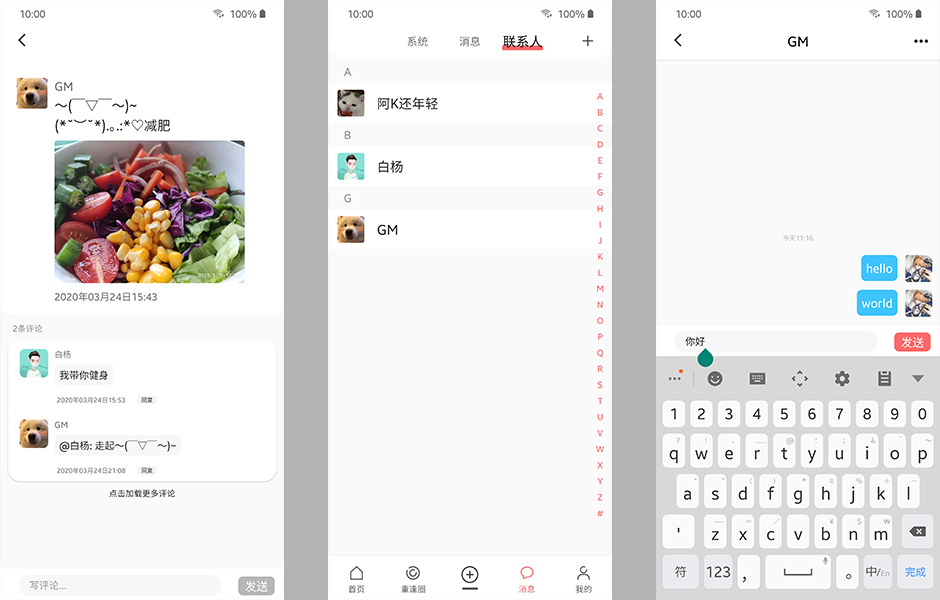 10:00
100%
GM
～(￣▽￣～)~
(*˘︶˘*).｡.:*♡减肥
2020年03月24日15:43
2条评论
白杨
我带你健身
2020年03月24日15:53 回复
GM
@白杨: 走起～(￣▽￣～)~
2020年03月24日21:08 回复
点击加载更多评论
写评论... 发送
10:00
100%
系统 消息 联系人 +
A
阿K还年轻
B
白杨
G
GM
A
B
C
D
E
F
G
H
I
J
K
L
M
N
O
P
Q
R
S
T
U
V
W
X
Y
Z
#
首页 重逢圈 消息 我的
10:00
100%
GM
今天11:16
hello
world
你好 发送
1 2 3 4 5 6 7 8 9 0
q w e r t y u i o p
a s d f g h j k l
' z x c v b n m
符 123 ， 。 中/En 完成